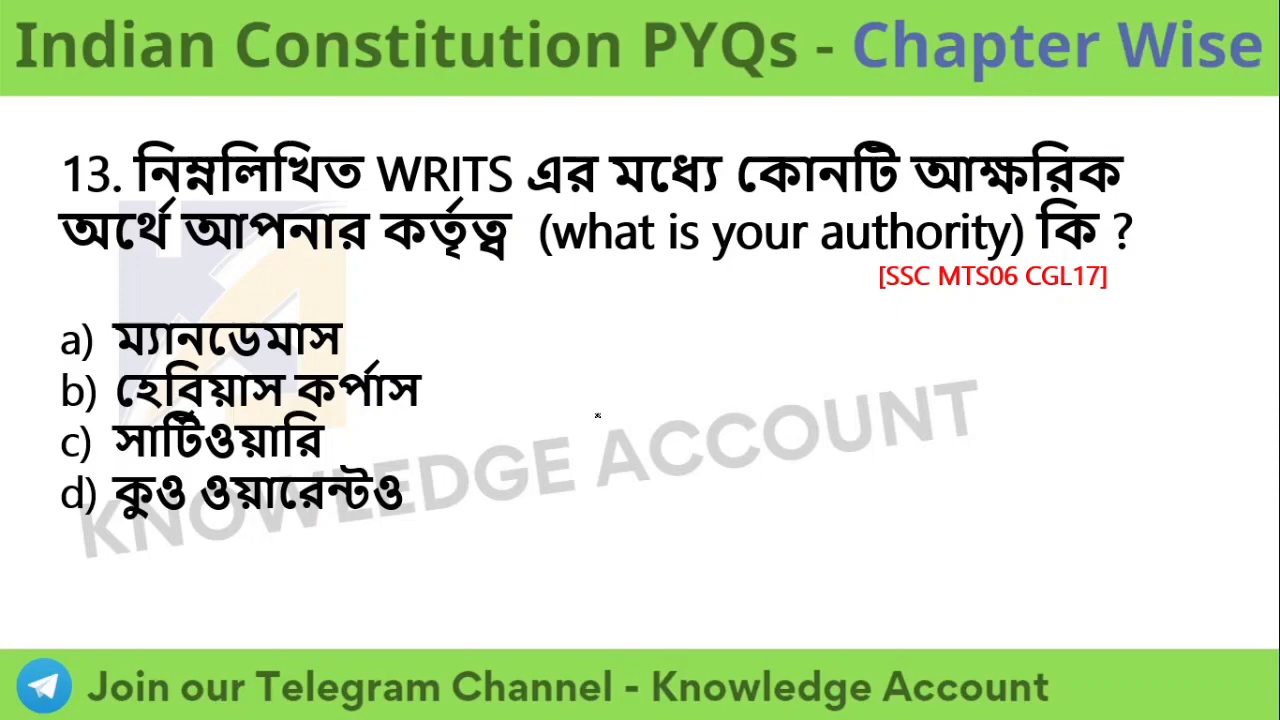 Indian Constitution PYQs - Chapter Wise
13. নিম্নলিখিত WRITS এর মধ্যে কোনটি আক্ষরিক
অর্থে আপনার কর্তৃত্ব (what is your authority) কি ?
[SSC MTS06 CGL17]
a) ম্যানডেমাস
b) হেবিয়াস কর্পাস
c) সার্টিওয়ারি
d) কুও ওয়ারেন্টও
KNOWLEDGE ACCOUNT
Join our Telegram Channel - Knowledge Account